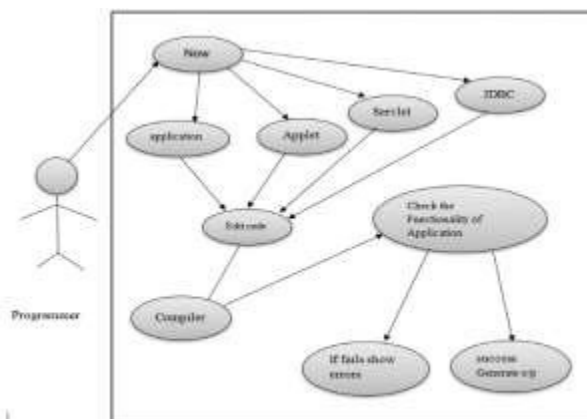 New
JDBC
Servlet
Applet
application
Check the
Functionality of
Application
Edit code
Programmer
Compiler
If fails show
errors
success
Generate o/p